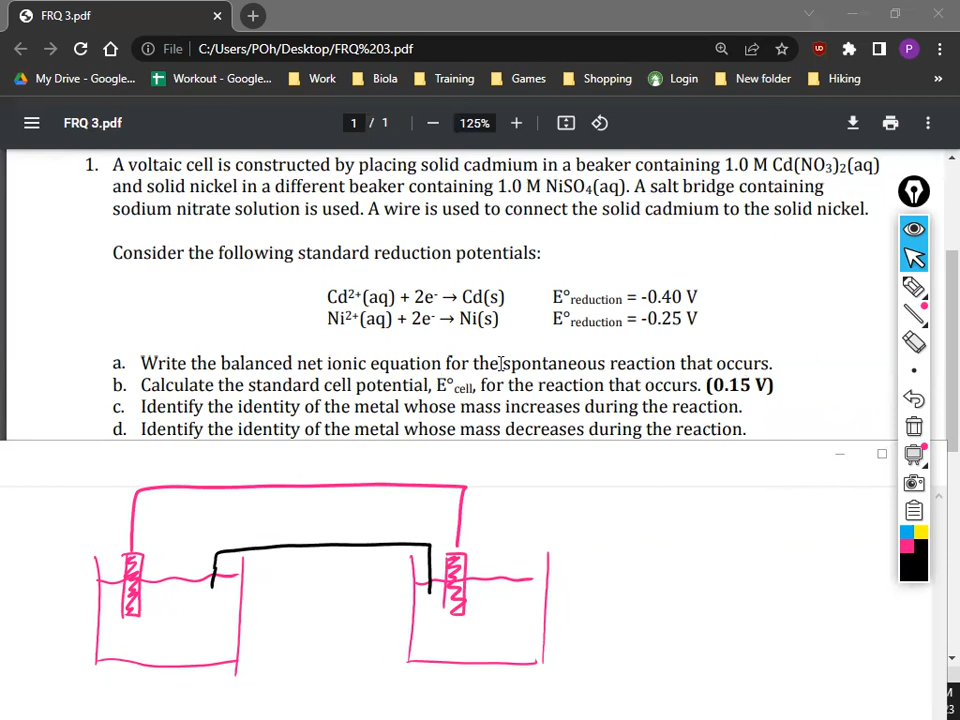 FRQ 3.pdf
File C:/Users/POh/Desktop/FRQ%203.pdf P
My Drive - Google... Workout - Google... Work Biola Training Games Shopping Login New folder Hiking »
FRQ 3.pdf 1 / 1 125%
1. A voltaic cell is constructed by placing solid cadmium in a beaker containing 1.0 M Cd(NO₃)₂(aq)
and solid nickel in a different beaker containing 1.0 M NiSO₄(aq). A salt bridge containing
sodium nitrate solution is used. A wire is used to connect the solid cadmium to the solid nickel.
Consider the following standard reduction potentials:
Cd²⁺(aq) + 2e⁻ → Cd(s) E°reduction = -0.40 V
Ni²⁺(aq) + 2e⁻ → Ni(s) E°reduction = -0.25 V
a. Write the balanced net ionic equation for the spontaneous reaction that occurs.
b. Calculate the standard cell potential, E°cell, for the reaction that occurs. (0.15 V)
c. Identify the identity of the metal whose mass increases during the reaction.
d. Identify the identity of the metal whose mass decreases during the reaction.
M
23